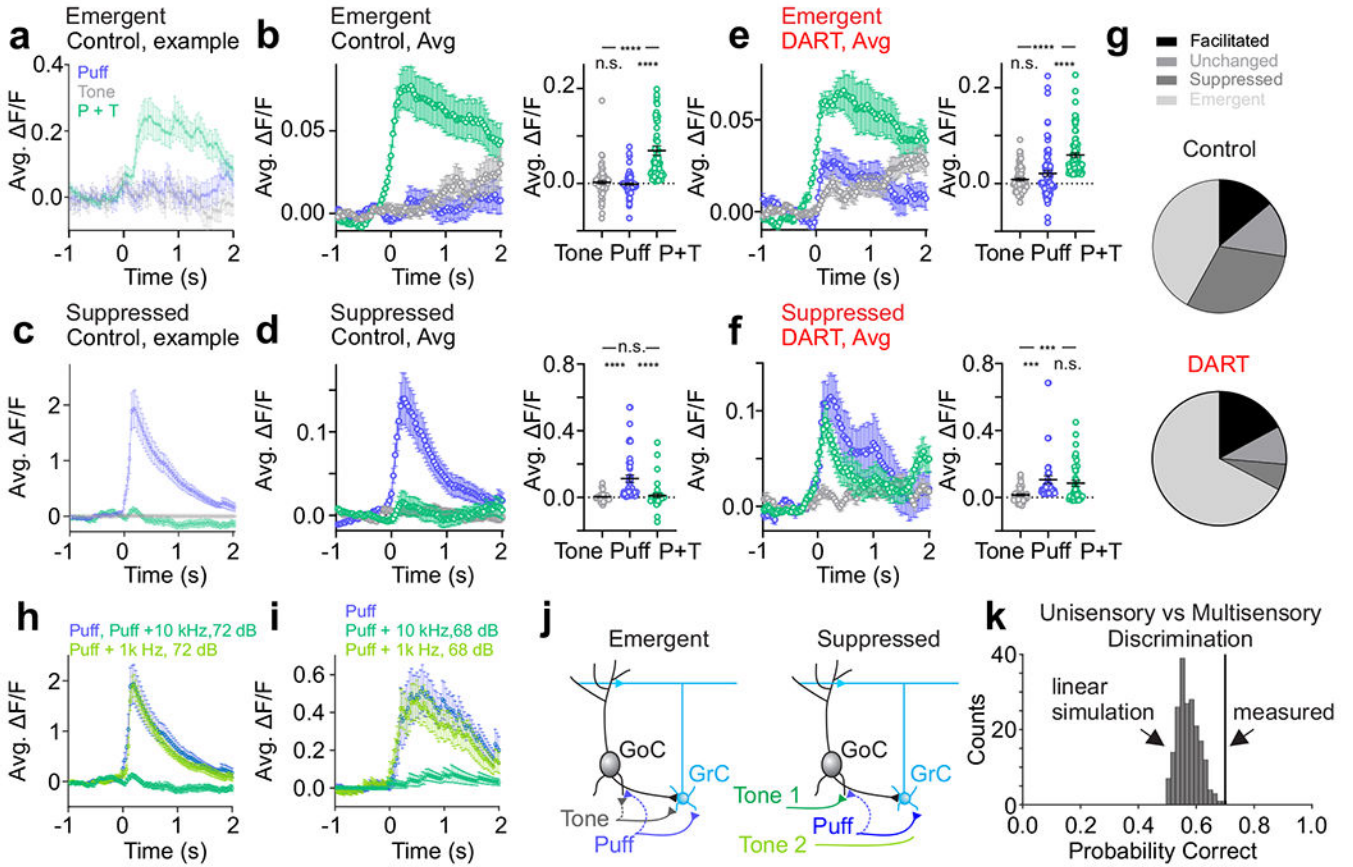 a
Emergent
Control, example
Puff
Tone
P + T
Avg. ΔF/F
0.4
0.2
0.0
-1 0 1 2
Time (s)
b
Emergent
Control, Avg
Avg. ΔF/F
0.05
0.00
-1 0 1 2
Time (s)
****
n.s. ****
Avg. ΔF/F
0.2
0.0
Tone Puff P+T
e
Emergent
DART, Avg
Avg. ΔF/F
0.05
0.00
-1 0 1 2
Time (s)
****
n.s. ****
Avg. ΔF/F
0.2
0.0
Tone Puff P+T
g
Facilitated
Unchanged
Suppressed
Emergent
Control
DART
c
Suppressed
Control, example
Avg. ΔF/F
2
1
0
-1 0 1 2
Time (s)
d
Suppressed
Control, Avg
Avg. ΔF/F
0.1
0.0
-1 0 1 2
Time (s)
n.s.
**** ****
Avg. ΔF/F
0.8
0.4
0.0
Tone Puff P+T
f
Suppressed
DART, Avg
Avg. ΔF/F
0.1
0.0
-1 0 1 2
Time (s)
***
*** n.s.
Avg. ΔF/F
0.8
0.4
0.0
Tone Puff P+T
h
Puff, Puff +10 kHz,72 dB
Puff + 1k Hz, 72 dB
Avg. ΔF/F
2
1
0
-1 0 1 2
Time (s)
i
Puff
Puff + 10 kHz,68 dB
Puff + 1k Hz, 68 dB
Avg. ΔF/F
0.6
0.4
0.2
0.0
-1 0 1 2
Time (s)
j
Emergent
GoC
GrC
Tone
Puff
Suppressed
GoC
GrC
Tone 1
Puff
Tone 2
k
Unisensory vs Multisensory
Discrimination
Counts
40
20
0
linear
simulation
measured
0.0 0.2 0.4 0.6 0.8 1.0
Probability Correct